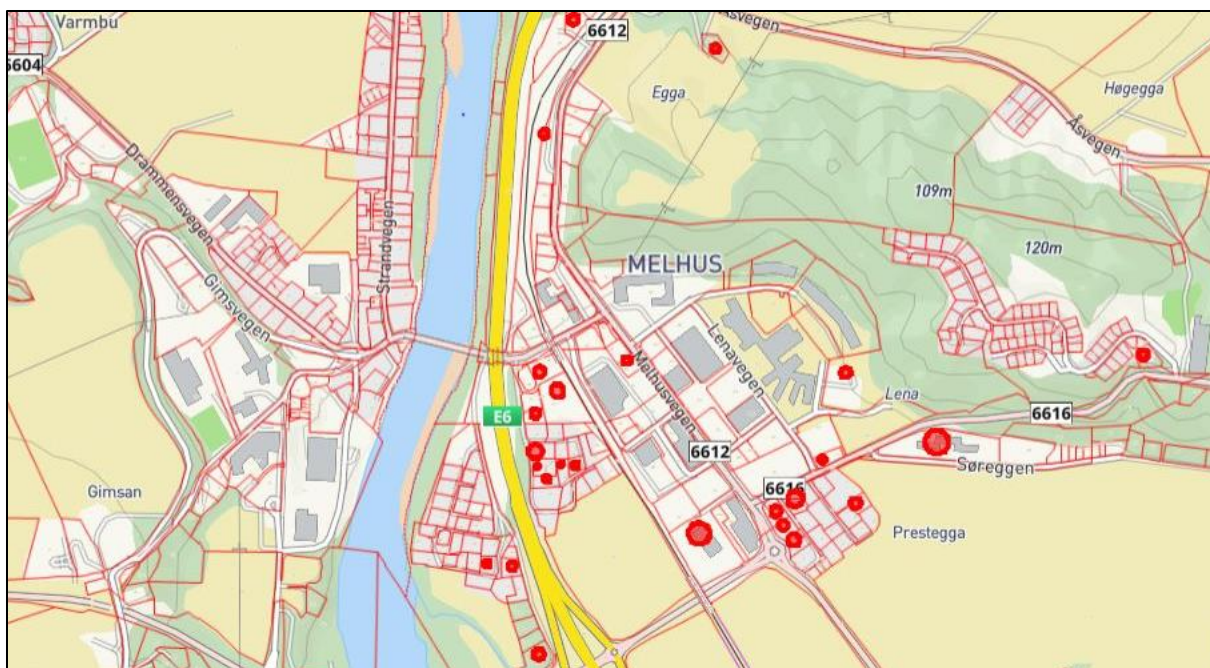 Varmbu
6604
6612
Åsvegen
Egga
Høgegga
Åsvegen
Drammensvegen
109m
Strandvegen
120m
MELHUS
Gimsvegen
Lenavegen
Melhusvegen
Lena
E6
6616
6612
Søreggen
Gimsan
6616
Prestegga